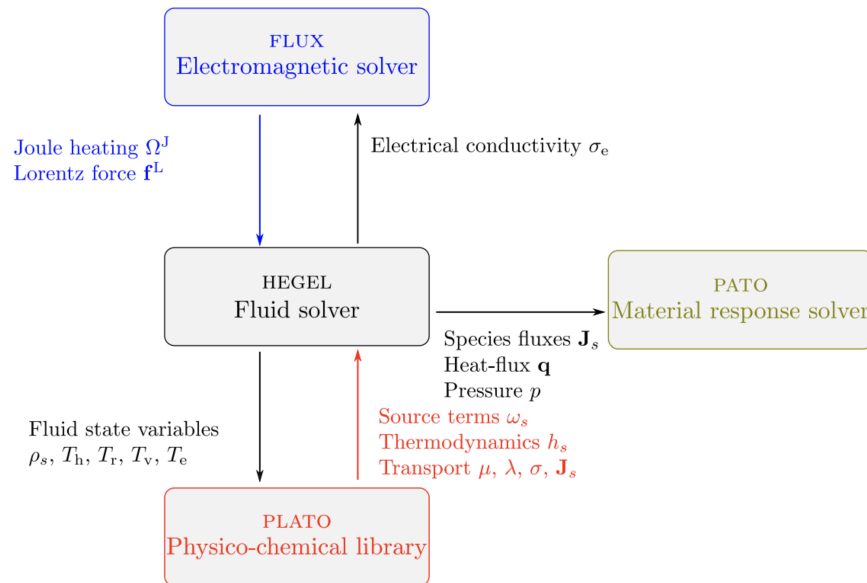 FLUX
Electromagnetic solver
Joule heating Ω^J
Lorentz force f^L
Electrical conductivity σ_e
HEGEL
Fluid solver
PATO
Material response solver
Species fluxes J_s
Heat-flux q
Pressure p
Fluid state variables
ρ_s, T_h, T_r, T_v, T_e
Source terms ω_s
Thermodynamics h_s
Transport μ, λ, σ, J_s
PLATO
Physico-chemical library